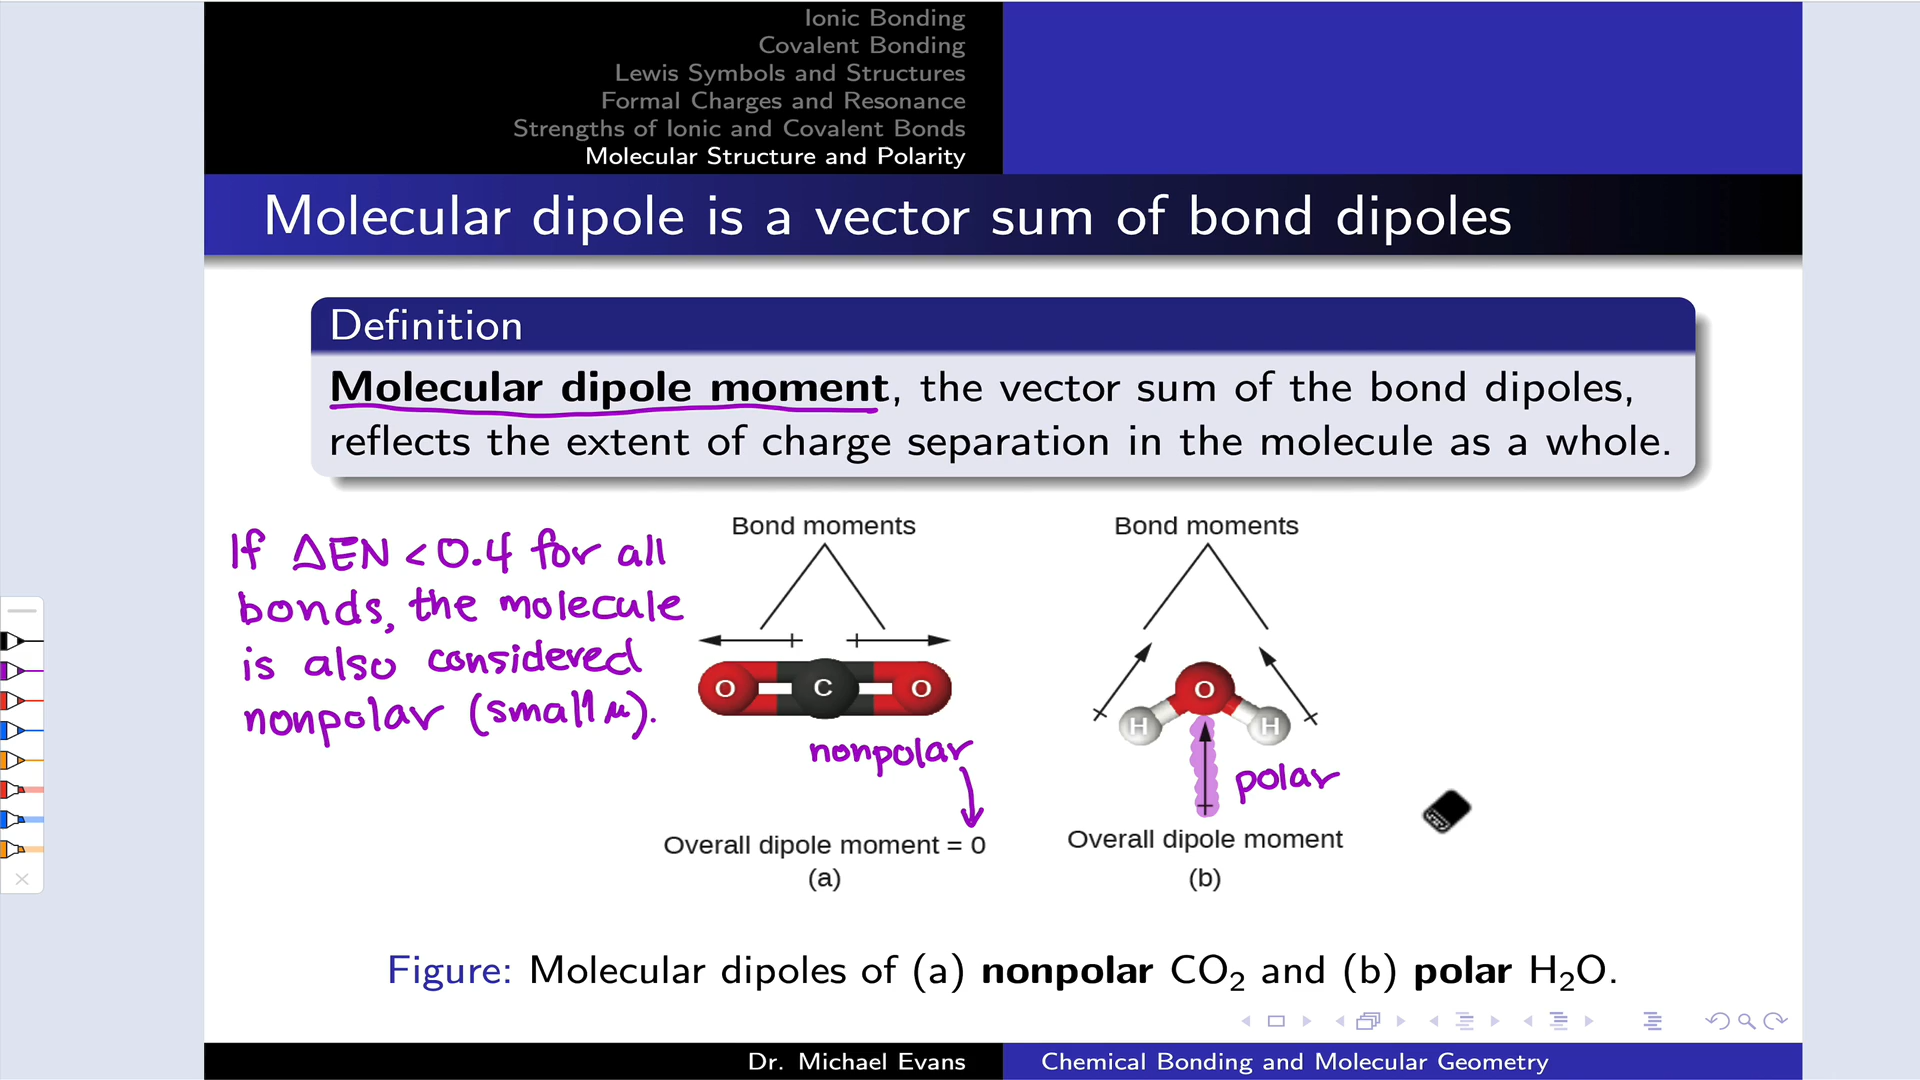 Ionic Bonding
Covalent Bonding
Lewis Symbols and Structures
Formal Charges and Resonance
Strengths of Ionic and Covalent Bonds
Molecular Structure and Polarity
Molecular dipole is a vector sum of bond dipoles
Definition
Molecular dipole moment, the vector sum of the bond dipoles,
reflects the extent of charge separation in the molecule as a whole.
If ΔEN < 0.4 for all
bonds, the molecule
is also considered
nonpolar (small μ).
Bond moments
O C O
nonpolar
Overall dipole moment = 0
(a)
Bond moments
O
H H
polar
Overall dipole moment
(b)
Figure: Molecular dipoles of (a) nonpolar CO₂ and (b) polar H₂O.
Dr. Michael Evans
Chemical Bonding and Molecular Geometry